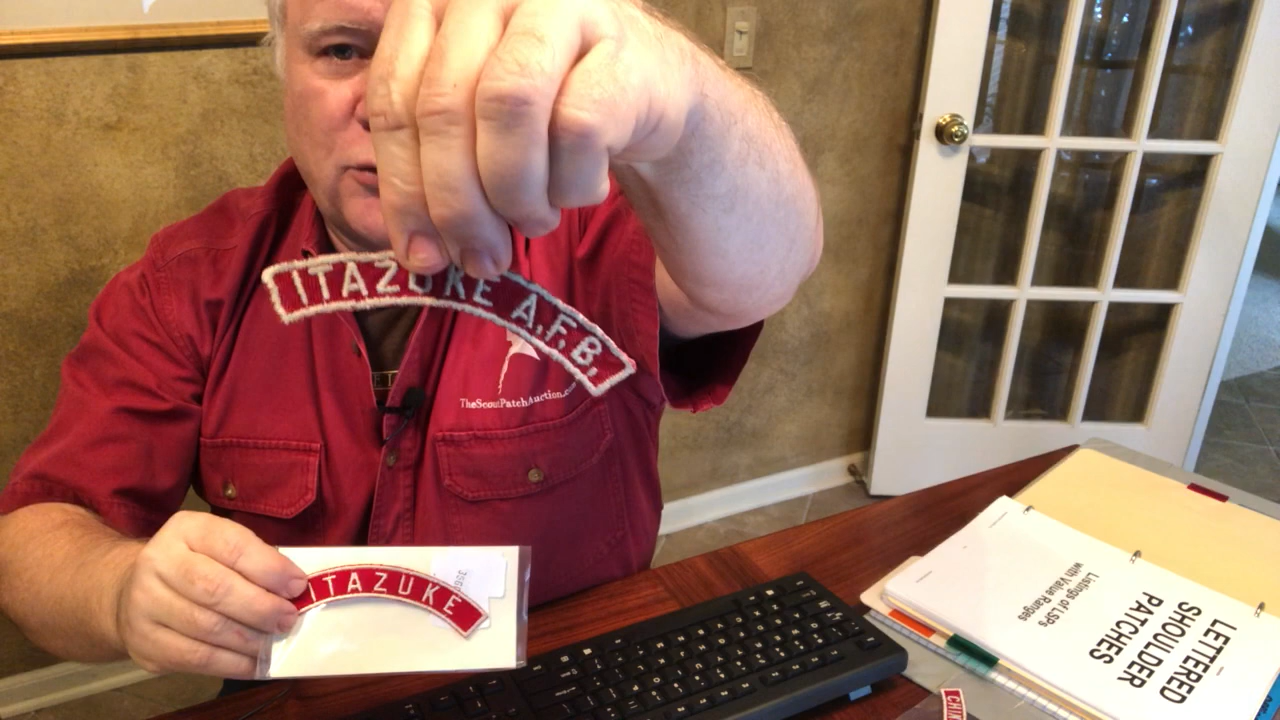 ITAZUKE A.F.B.
TheScoutPatchAuction.com
ITAZUKE
LETTERED
SHOULDER
PATCHES
Listings of LSPs
with Value Ranges